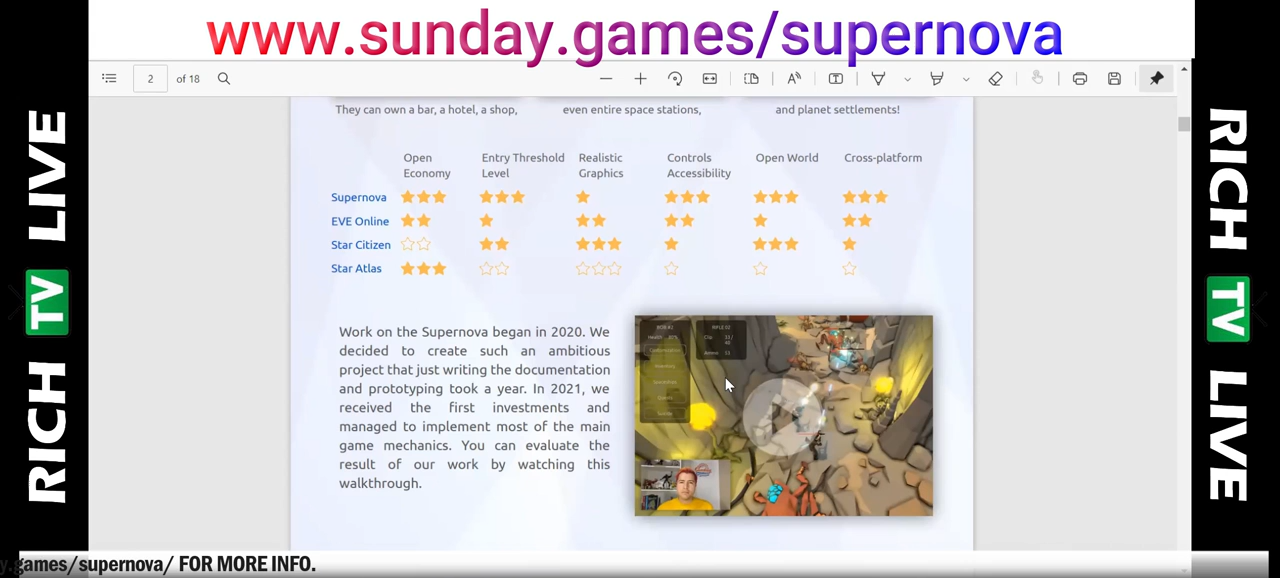 www.sunday.games/supernova
2 of 18
They can own a bar, a hotel, a shop, even entire space stations, and planet settlements!
Open Economy Entry Threshold Level Realistic Graphics Controls Accessibility Open World Cross-platform
Supernova
EVE Online
Star Citizen
Star Atlas
Work on the Supernova began in 2020. We
decided to create such an ambitious
project that just writing the documentation
and prototyping took a year. In 2021, we
received the first investments and
managed to implement most of the main
game mechanics. You can evaluate the
result of our work by watching this
walkthrough.
RICH TV LIVE
RICH TV LIVE
y.games/supernova/ FOR MORE INFO.